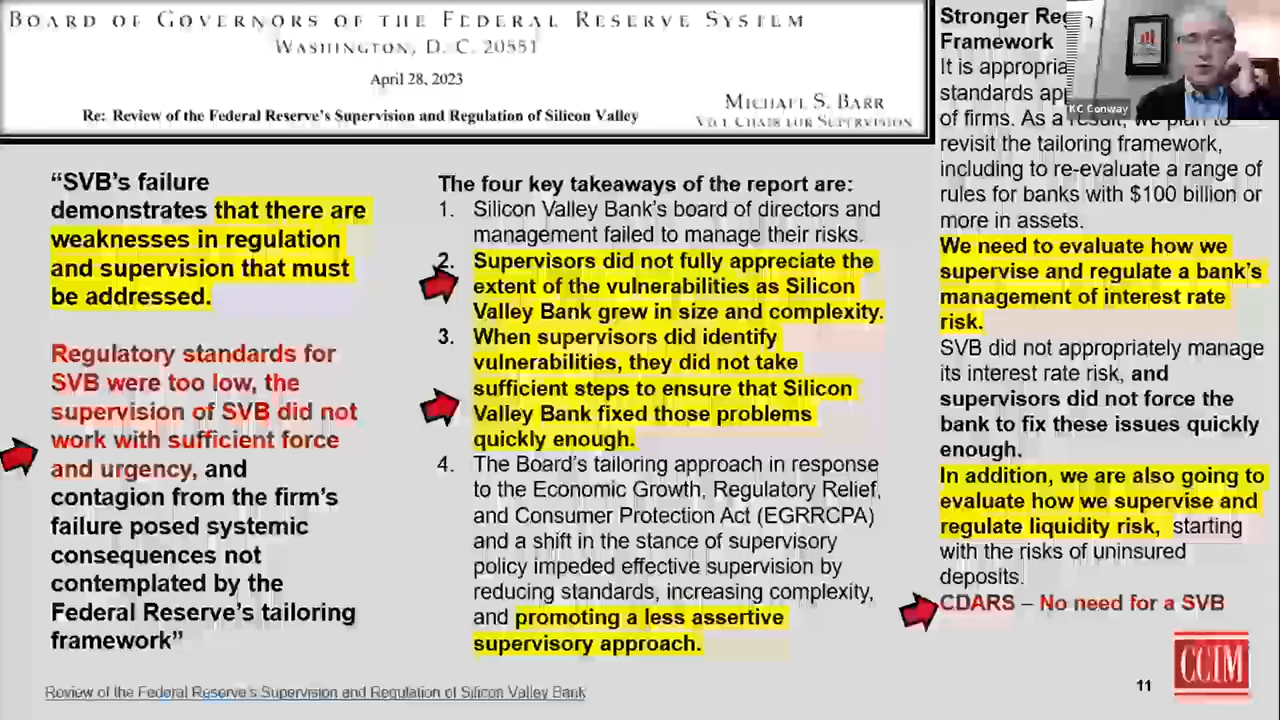 BOARD OF GOVERNORS OF THE FEDERAL RESERVE SYSTEM
WASHINGTON, D. C. 20551
April 28, 2023
MICHAEL S. BARR
VICE CHAIR FOR SUPERVISION
Re: Review of the Federal Reserve's Supervision and Regulation of Silicon Valley
“SVB’s failure
demonstrates that there are
weaknesses in regulation
and supervision that must
be addressed.
Regulatory standards for
SVB were too low, the
supervision of SVB did not
work with sufficient force
and urgency, and
contagion from the firm’s
failure posed systemic
consequences not
contemplated by the
Federal Reserve’s tailoring
framework”
The four key takeaways of the report are:
1. Silicon Valley Bank’s board of directors and
management failed to manage their risks.
2. Supervisors did not fully appreciate the
extent of the vulnerabilities as Silicon
Valley Bank grew in size and complexity.
3. When supervisors did identify
vulnerabilities, they did not take
sufficient steps to ensure that Silicon
Valley Bank fixed those problems
quickly enough.
4. The Board’s tailoring approach in response
to the Economic Growth, Regulatory Relief,
and Consumer Protection Act (EGRRCPA)
and a shift in the stance of supervisory
policy impeded effective supervision by
reducing standards, increasing complexity,
and promoting a less assertive
supervisory approach.
Stronger
Framework
It is
standards
of firms. As a result, we plan to
revisit the tailoring framework,
including to re-evaluate a range of
rules for banks with $100 billion or
more in assets.
We need to evaluate how we
supervise and regulate a bank’s
management of interest rate
risk.
SVB did not appropriately manage
its interest rate risk, and
supervisors did not force the
bank to fix these issues quickly
enough.
In addition, we are also going to
evaluate how we supervise and
regulate liquidity risk, starting
with the risks of uninsured
deposits.
CDARS – No need for a SVB
KC Conway
Review of the Federal Reserve's Supervision and Regulation of Silicon Valley Bank
11
CCIM